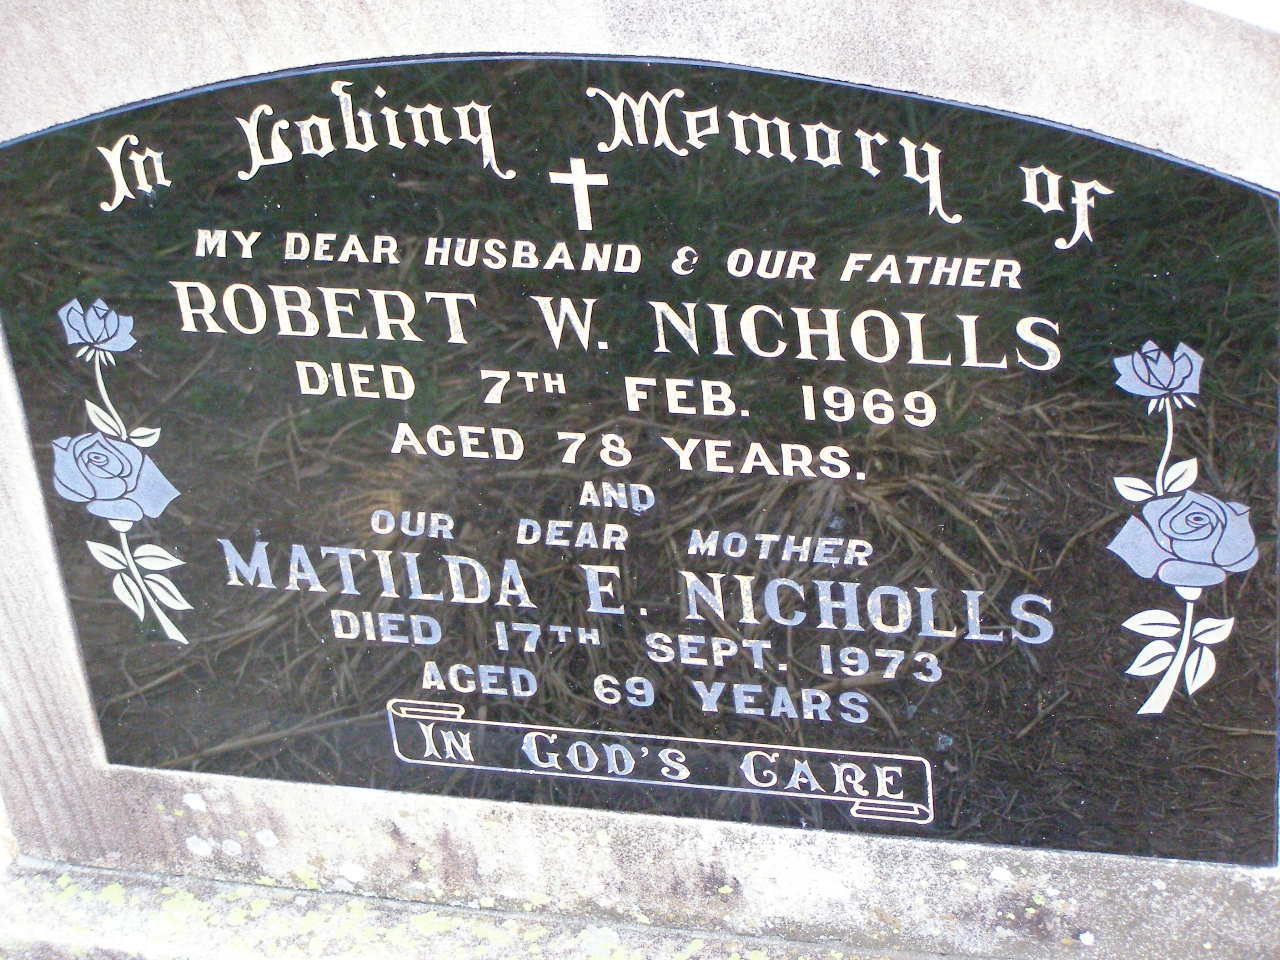 In Loving Memory of
MY DEAR HUSBAND & OUR FATHER
ROBERT W. NICHOLLS
DIED 7TH FEB. 1969
AGED 78 YEARS.
AND
OUR DEAR MOTHER
MATILDA E. NICHOLLS
DIED 17TH SEPT. 1973
AGED 69 YEARS
IN GOD'S CARE